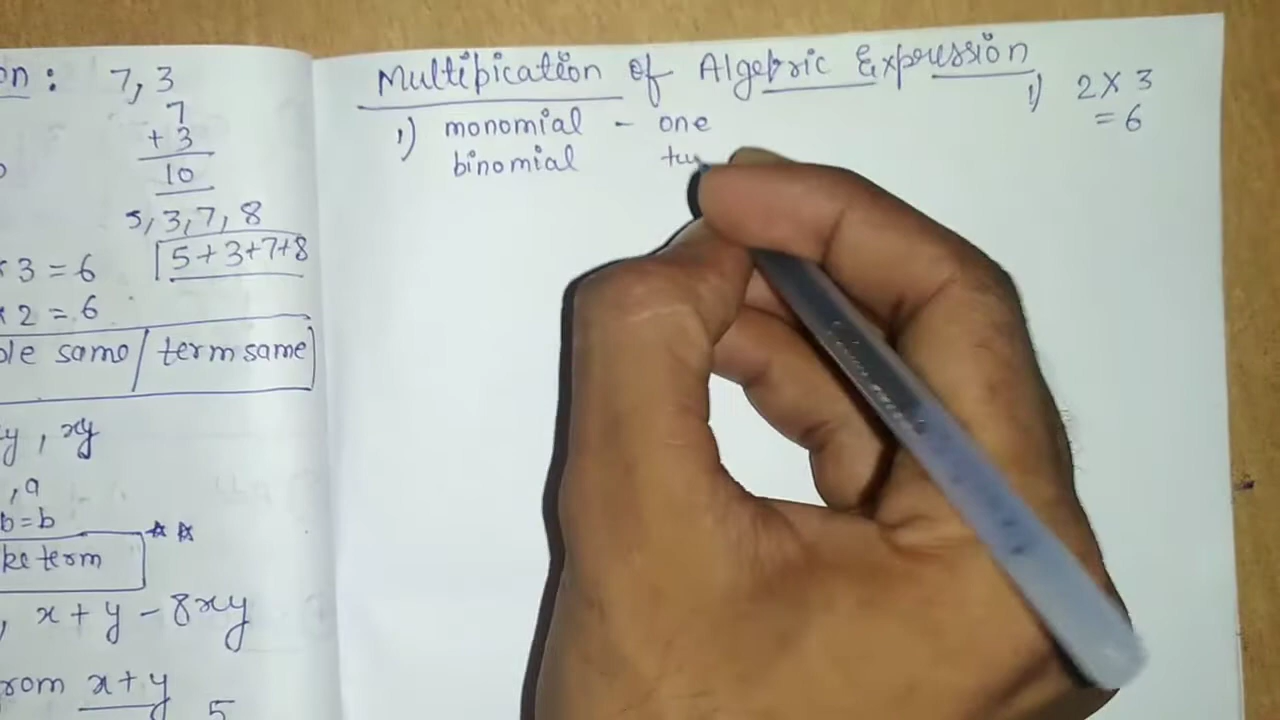 on : 7, 3
7
+ 3
10
5, 3, 7, 8
5+3+7+8
3 = 6
2 = 6
same / term same
y, xy
, a
b = b
ke term
, x + y - 8xy
rom x + y
5
Multipication of Algebric Expression
1) monomial - one
binomial
1) 2 × 3
= 6